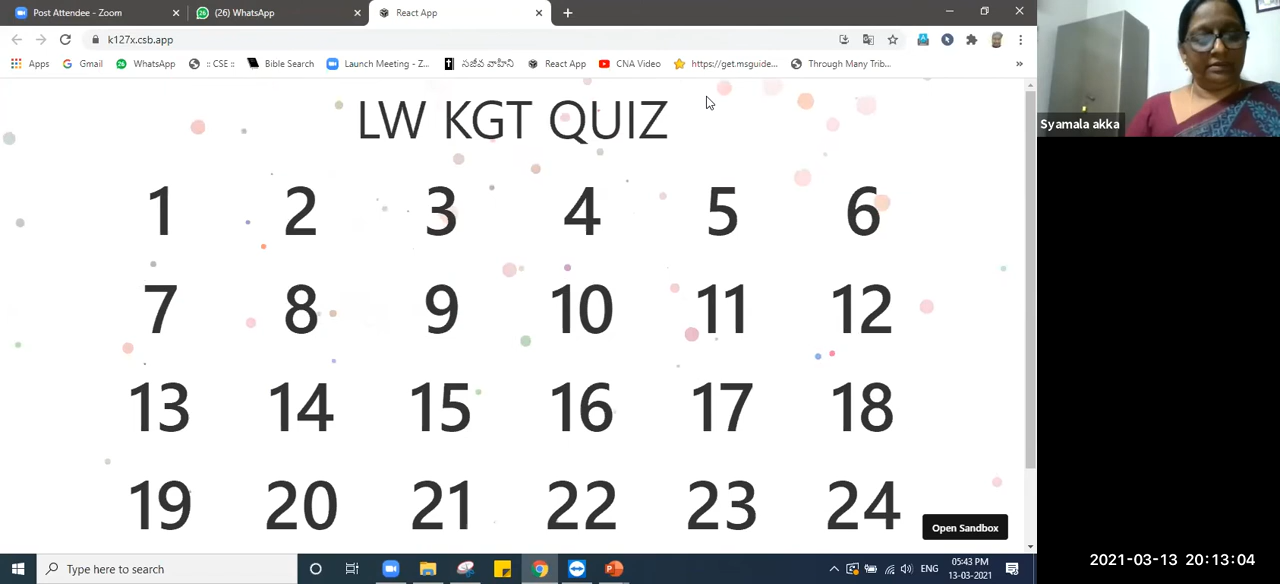 Post Attendee - Zoom
(26) WhatsApp
React App
k127x.csb.app
Apps
Gmail
WhatsApp
:: CSE ::
Bible Search
Launch Meeting - Z...
సజీవ వాహిని
React App
CNA Video
https://get.msguide...
Through Many Trib...
»
LW KGT QUIZ
1 2 3 4 5 6
7 8 9 10 11 12
13 14 15 16 17 18
19 20 21 22 23 24
Open Sandbox
Syamala akka
Type here to search
ENG
05:43 PM
13-03-2021
2021-03-13 20:13:04